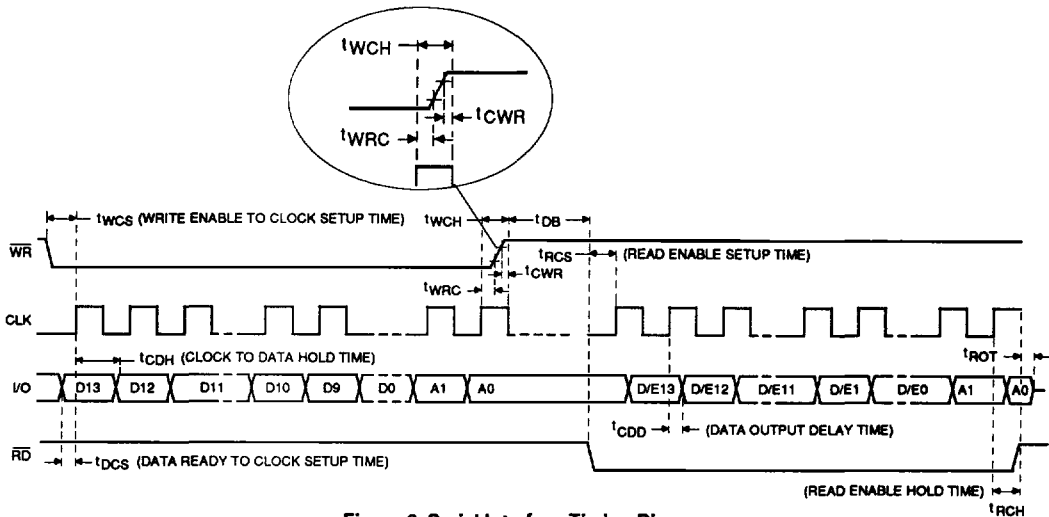 tWCH
tCWR
tWRC
tWCS (WRITE ENABLE TO CLOCK SETUP TIME)
tWCH
tDB
WR
tRCS
(READ ENABLE SETUP TIME)
tCWR
tWRC
CLK
tCDH (CLOCK TO DATA HOLD TIME)
tROT
I/O
D13 D12 D11 D10 D9 D0 A1 A0 D/E13 D/E12 D/E11 D/E1 D/E0 A1 A0
tCDD
(DATA OUTPUT DELAY TIME)
RD
tDCS (DATA READY TO CLOCK SETUP TIME)
(READ ENABLE HOLD TIME)
tRCH